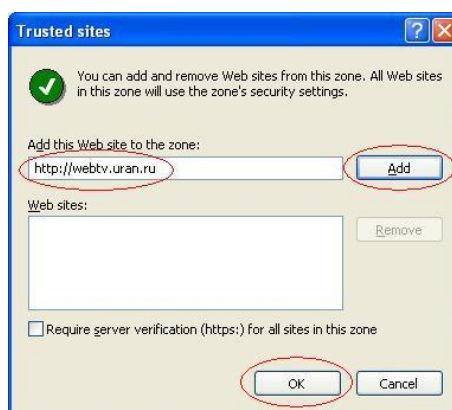 Trusted sites
You can add and remove Web sites from this zone. All Web sites
in this zone will use the zone's security settings.
Add this Web site to the zone:
http://webtv.uran.ru
Add
Web sites:
Remove
Require server verification (https:) for all sites in this zone
OK
Cancel